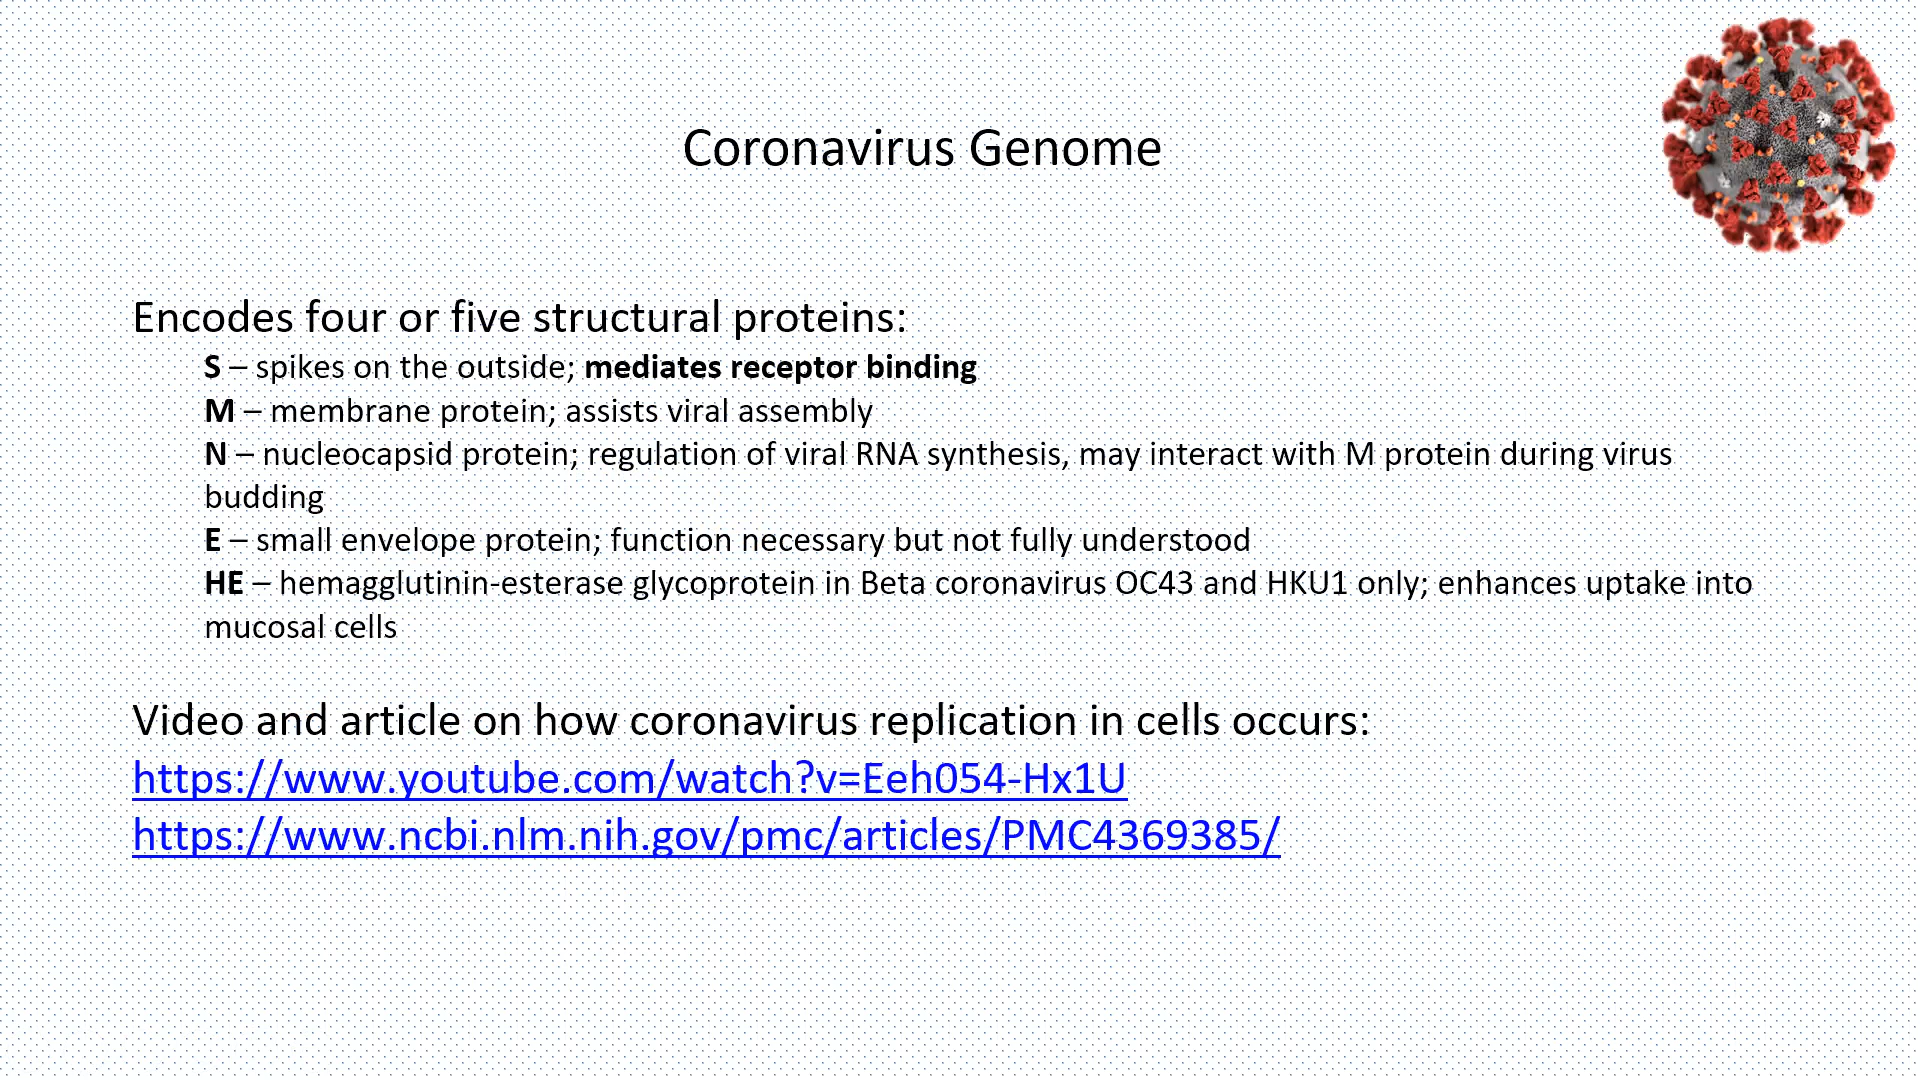 Coronavirus Genome
Encodes four or five structural proteins:
S – spikes on the outside; mediates receptor binding
M – membrane protein; assists viral assembly
N – nucleocapsid protein; regulation of viral RNA synthesis, may interact with M protein during virus
budding
E – small envelope protein; function necessary but not fully understood
HE – hemagglutinin-esterase glycoprotein in Beta coronavirus OC43 and HKU1 only; enhances uptake into
mucosal cells
Video and article on how coronavirus replication in cells occurs:
https://www.youtube.com/watch?v=Eeh054-Hx1U
https://www.ncbi.nlm.nih.gov/pmc/articles/PMC4369385/